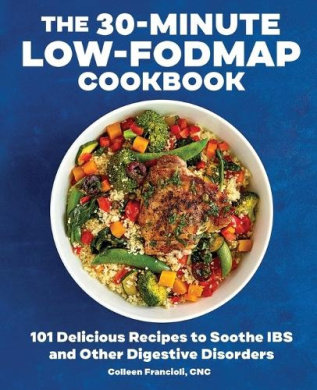 THE 30-MINUTE
LOW-FODMAP
COOKBOOK
101 Delicious Recipes to Soothe IBS
and Other Digestive Disorders
Colleen Francioli, CNC